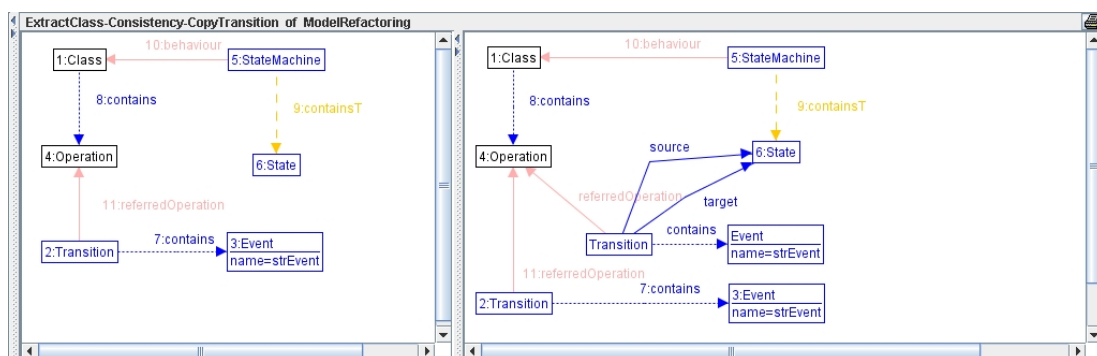 ExtractClass-Consistency-CopyTransition of ModelRefactoring
10:behaviour
1:Class
5:StateMachine
8:contains
9:containsT
4:Operation
6:State
11:referredOperation
7:contains
2:Transition
3:Event
name=strEvent
10:behaviour
1:Class
5:StateMachine
8:contains
9:containsT
source
4:Operation
6:State
referredOperation
target
contains
Transition
Event
name=strEvent
11:referredOperation
7:contains
2:Transition
3:Event
name=strEvent